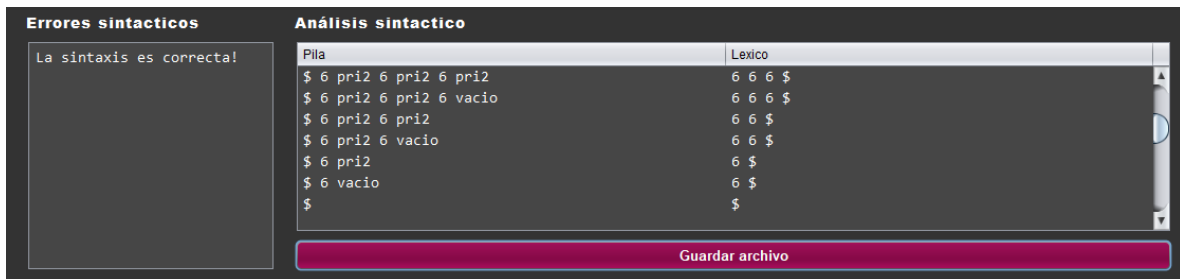 Errores sintacticos
La sintaxis es correcta!
Análisis sintactico
Pila Lexico
$ 6 pri2 6 pri2 6 pri2 6 6 6 $
$ 6 pri2 6 pri2 6 vacio 6 6 6 $
$ 6 pri2 6 pri2 6 6 $
$ 6 pri2 6 vacio 6 6 $
$ 6 pri2 6 $
$ 6 vacio 6 $
$ $
Guardar archivo